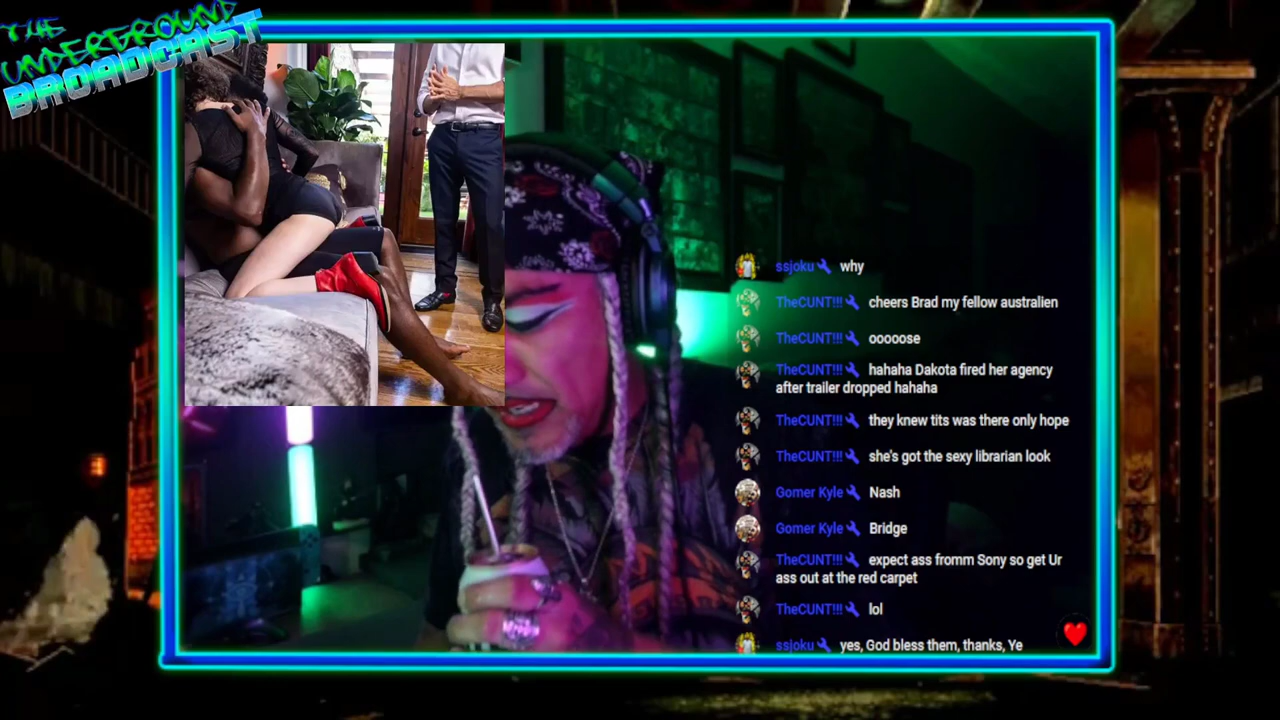 THE
UNDERGROUND
BROADCAST
ssjoku why
TheCUNT!!! cheers Brad my fellow australien
TheCUNT!!! ooooose
TheCUNT!!! hahaha Dakota fired her agency
after trailer dropped hahaha
TheCUNT!!! they knew tits was there only hope
TheCUNT!!! she's got the sexy librarian look
Gomer Kyle Nash
Gomer Kyle Bridge
TheCUNT!!! expect ass fromm Sony so get Ur
ass out at the red carpet
TheCUNT!!! lol
ssjoku yes, God bless them, thanks, Ye